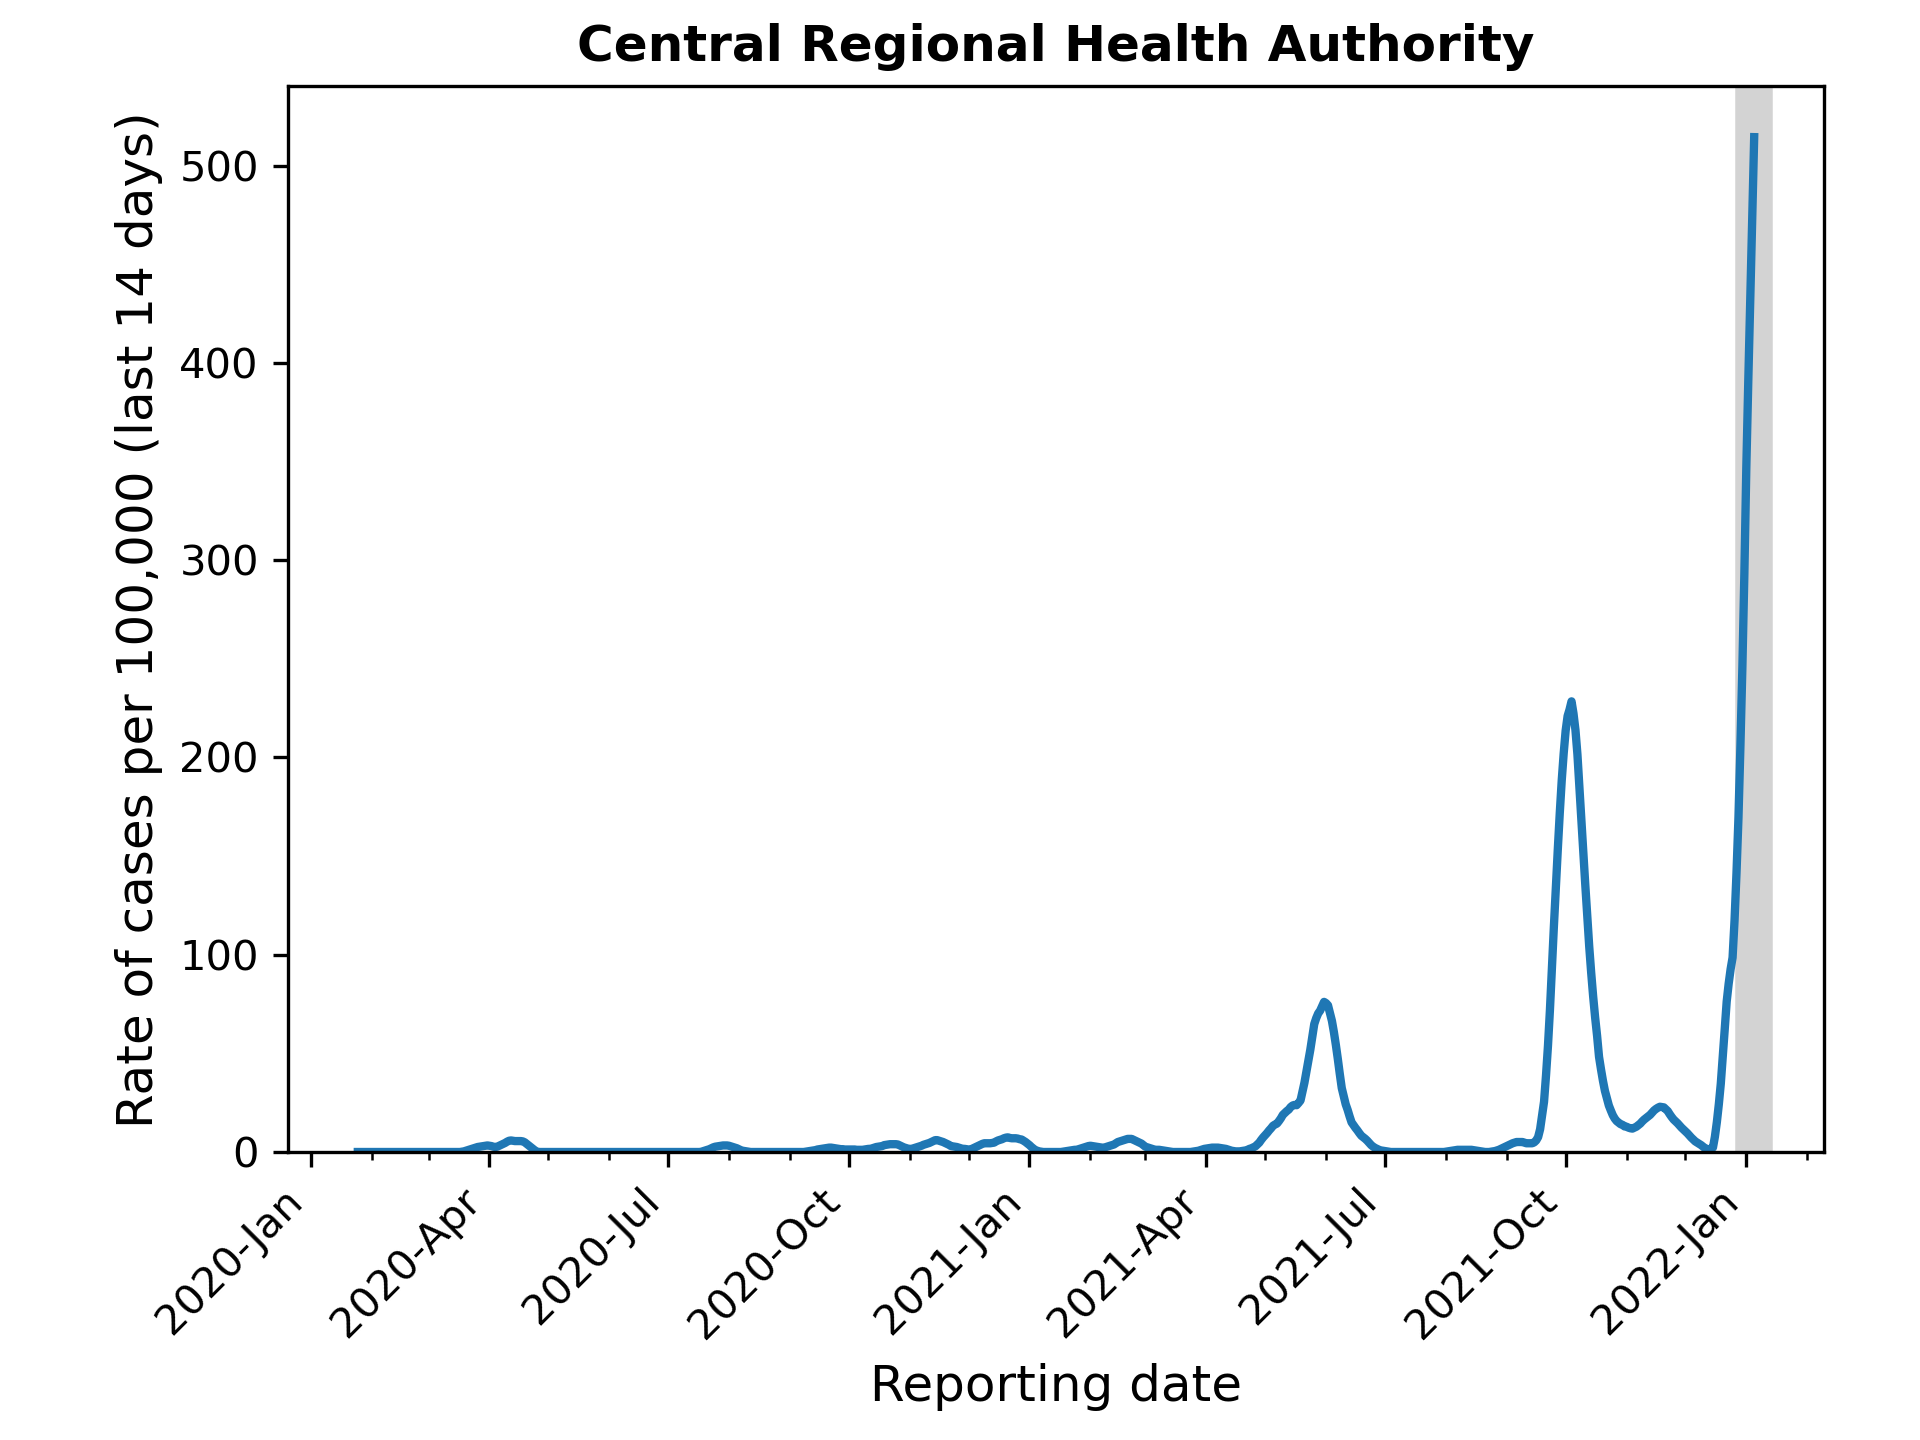 Central Regional Health Authority
Rate of cases per 100,000 (last 14 days)
500
400
300
200
100
0
2020-Jan
2020-Apr
2020-Jul
2020-Oct
2021-Jan
2021-Apr
2021-Jul
2021-Oct
2022-Jan
Reporting date